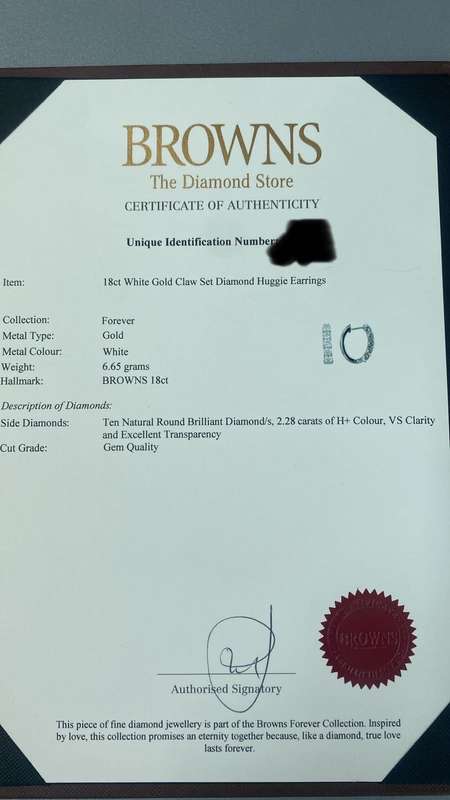 BROWNS
The Diamond Store
CERTIFICATE OF AUTHENTICITY
Unique Identification Number
Item: 18ct White Gold Claw Set Diamond Huggie Earrings
Collection: Forever
Metal Type: Gold
Metal Colour: White
Weight: 6.65 grams
Hallmark: BROWNS 18ct
Description of Diamonds:
Side Diamonds: Ten Natural Round Brilliant Diamond/s, 2.28 carats of H+ Colour, VS Clarity
and Excellent Transparency
Cut Grade: Gem Quality
BROWNS
Authorised Signatory
This piece of fine diamond jewellery is part of the Browns Forever Collection. Inspired
by love, this collection promises an eternity together because, like a diamond, true love
lasts forever.